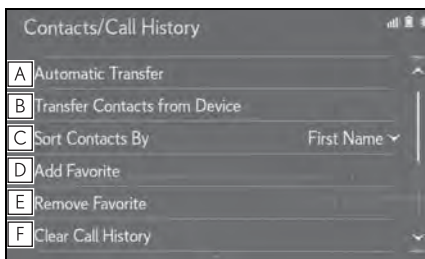 Contacts/Call History
A Automatic Transfer
B Transfer Contacts from Device
C Sort Contacts By First Name
D Add Favorite
E Remove Favorite
F Clear Call History